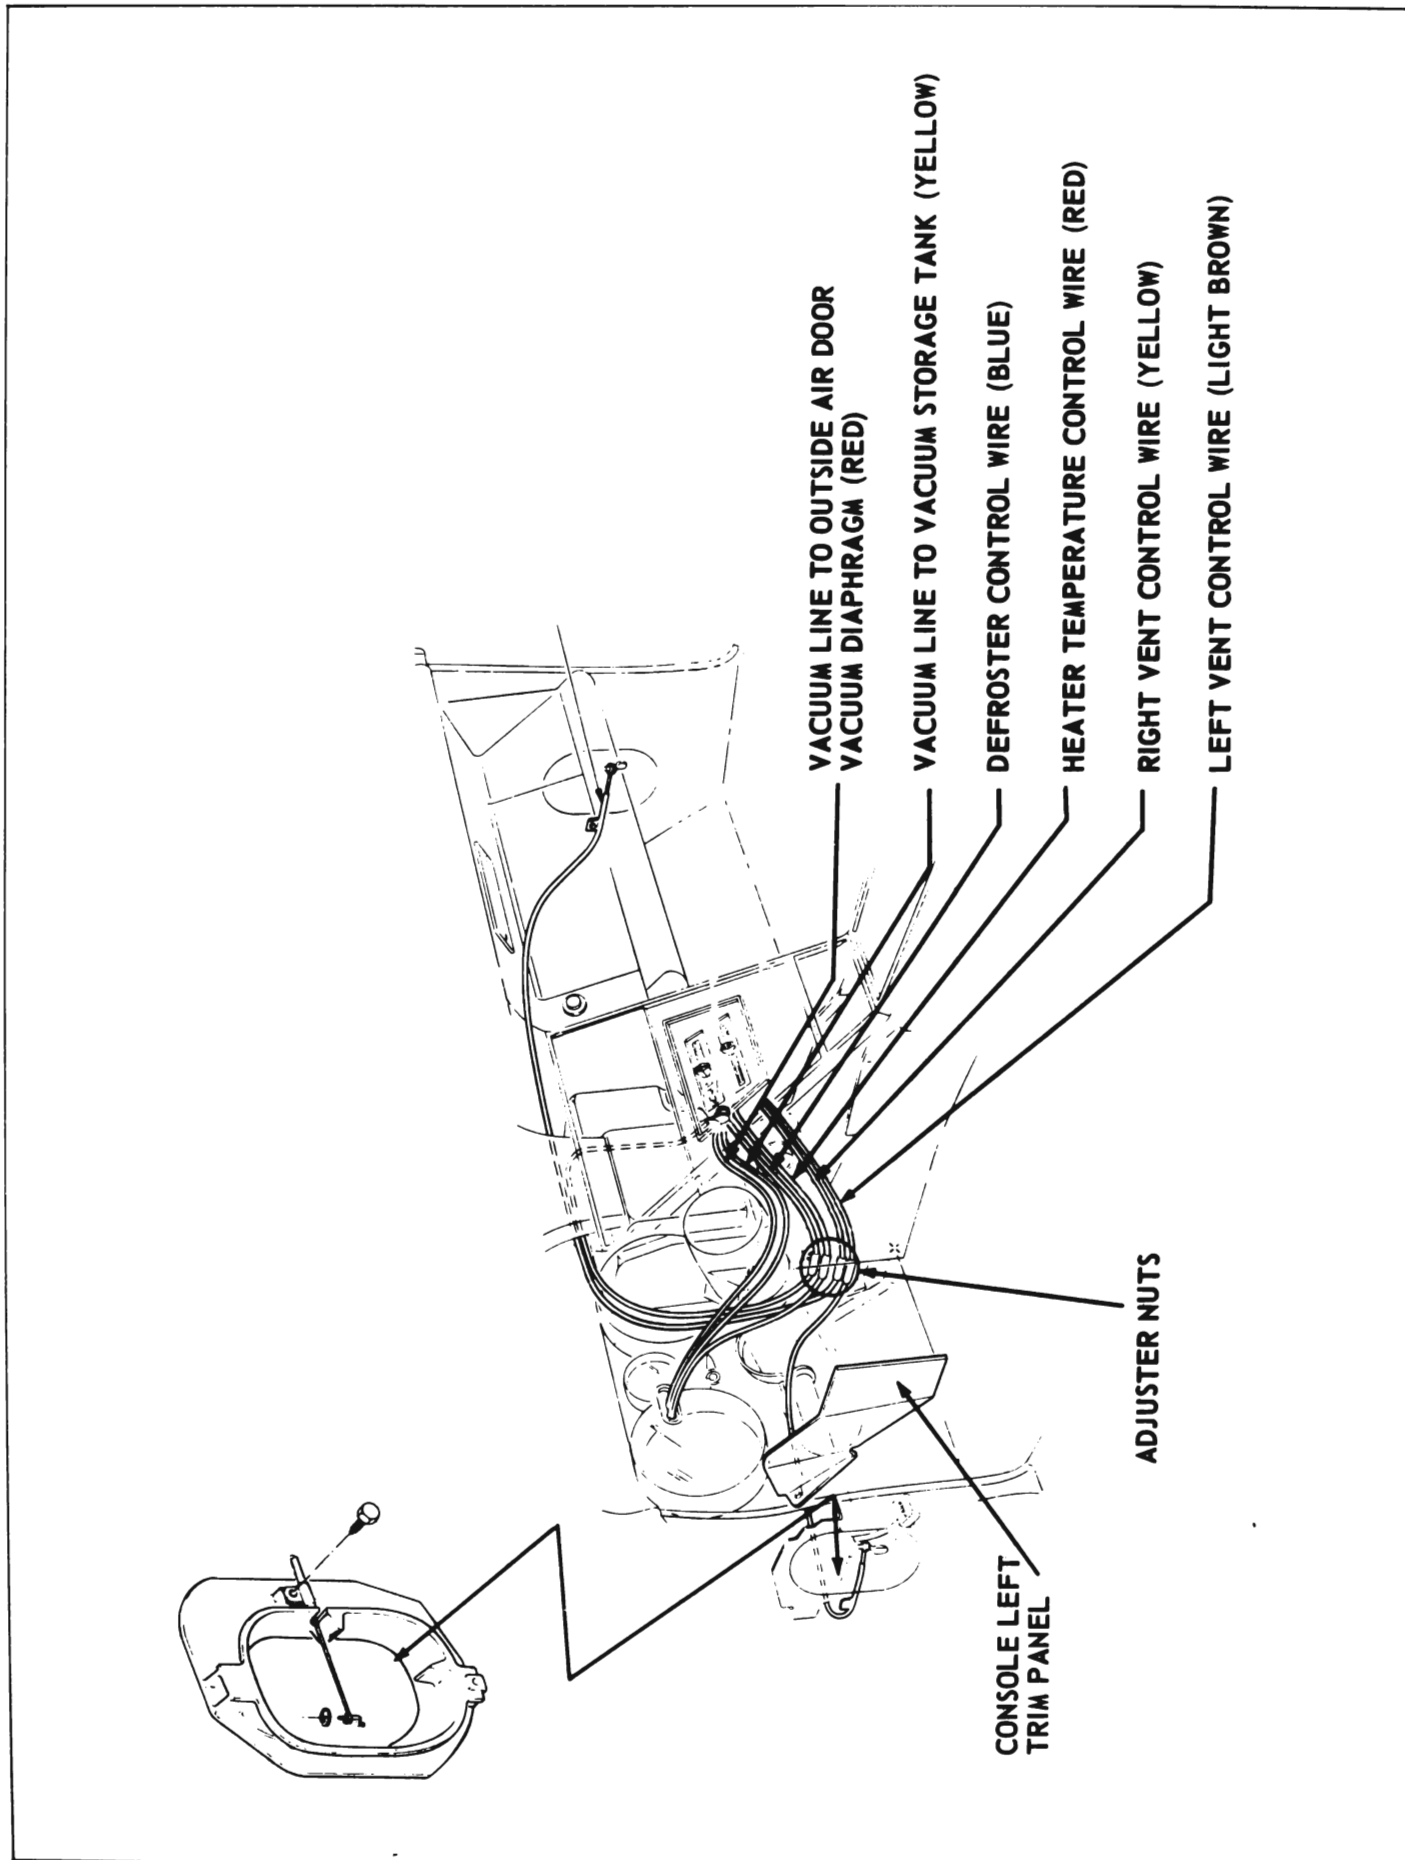 VACUUM LINE TO OUTSIDE AIR DOOR
VACUUM DIAPHRAGM (RED)
VACUUM LINE TO VACUUM STORAGE TANK (YELLOW)
DEFROSTER CONTROL WIRE (BLUE)
HEATER TEMPERATURE CONTROL WIRE (RED)
RIGHT VENT CONTROL WIRE (YELLOW)
LEFT VENT CONTROL WIRE (LIGHT BROWN)
ADJUSTER NUTS
CONSOLE LEFT
TRIM PANEL